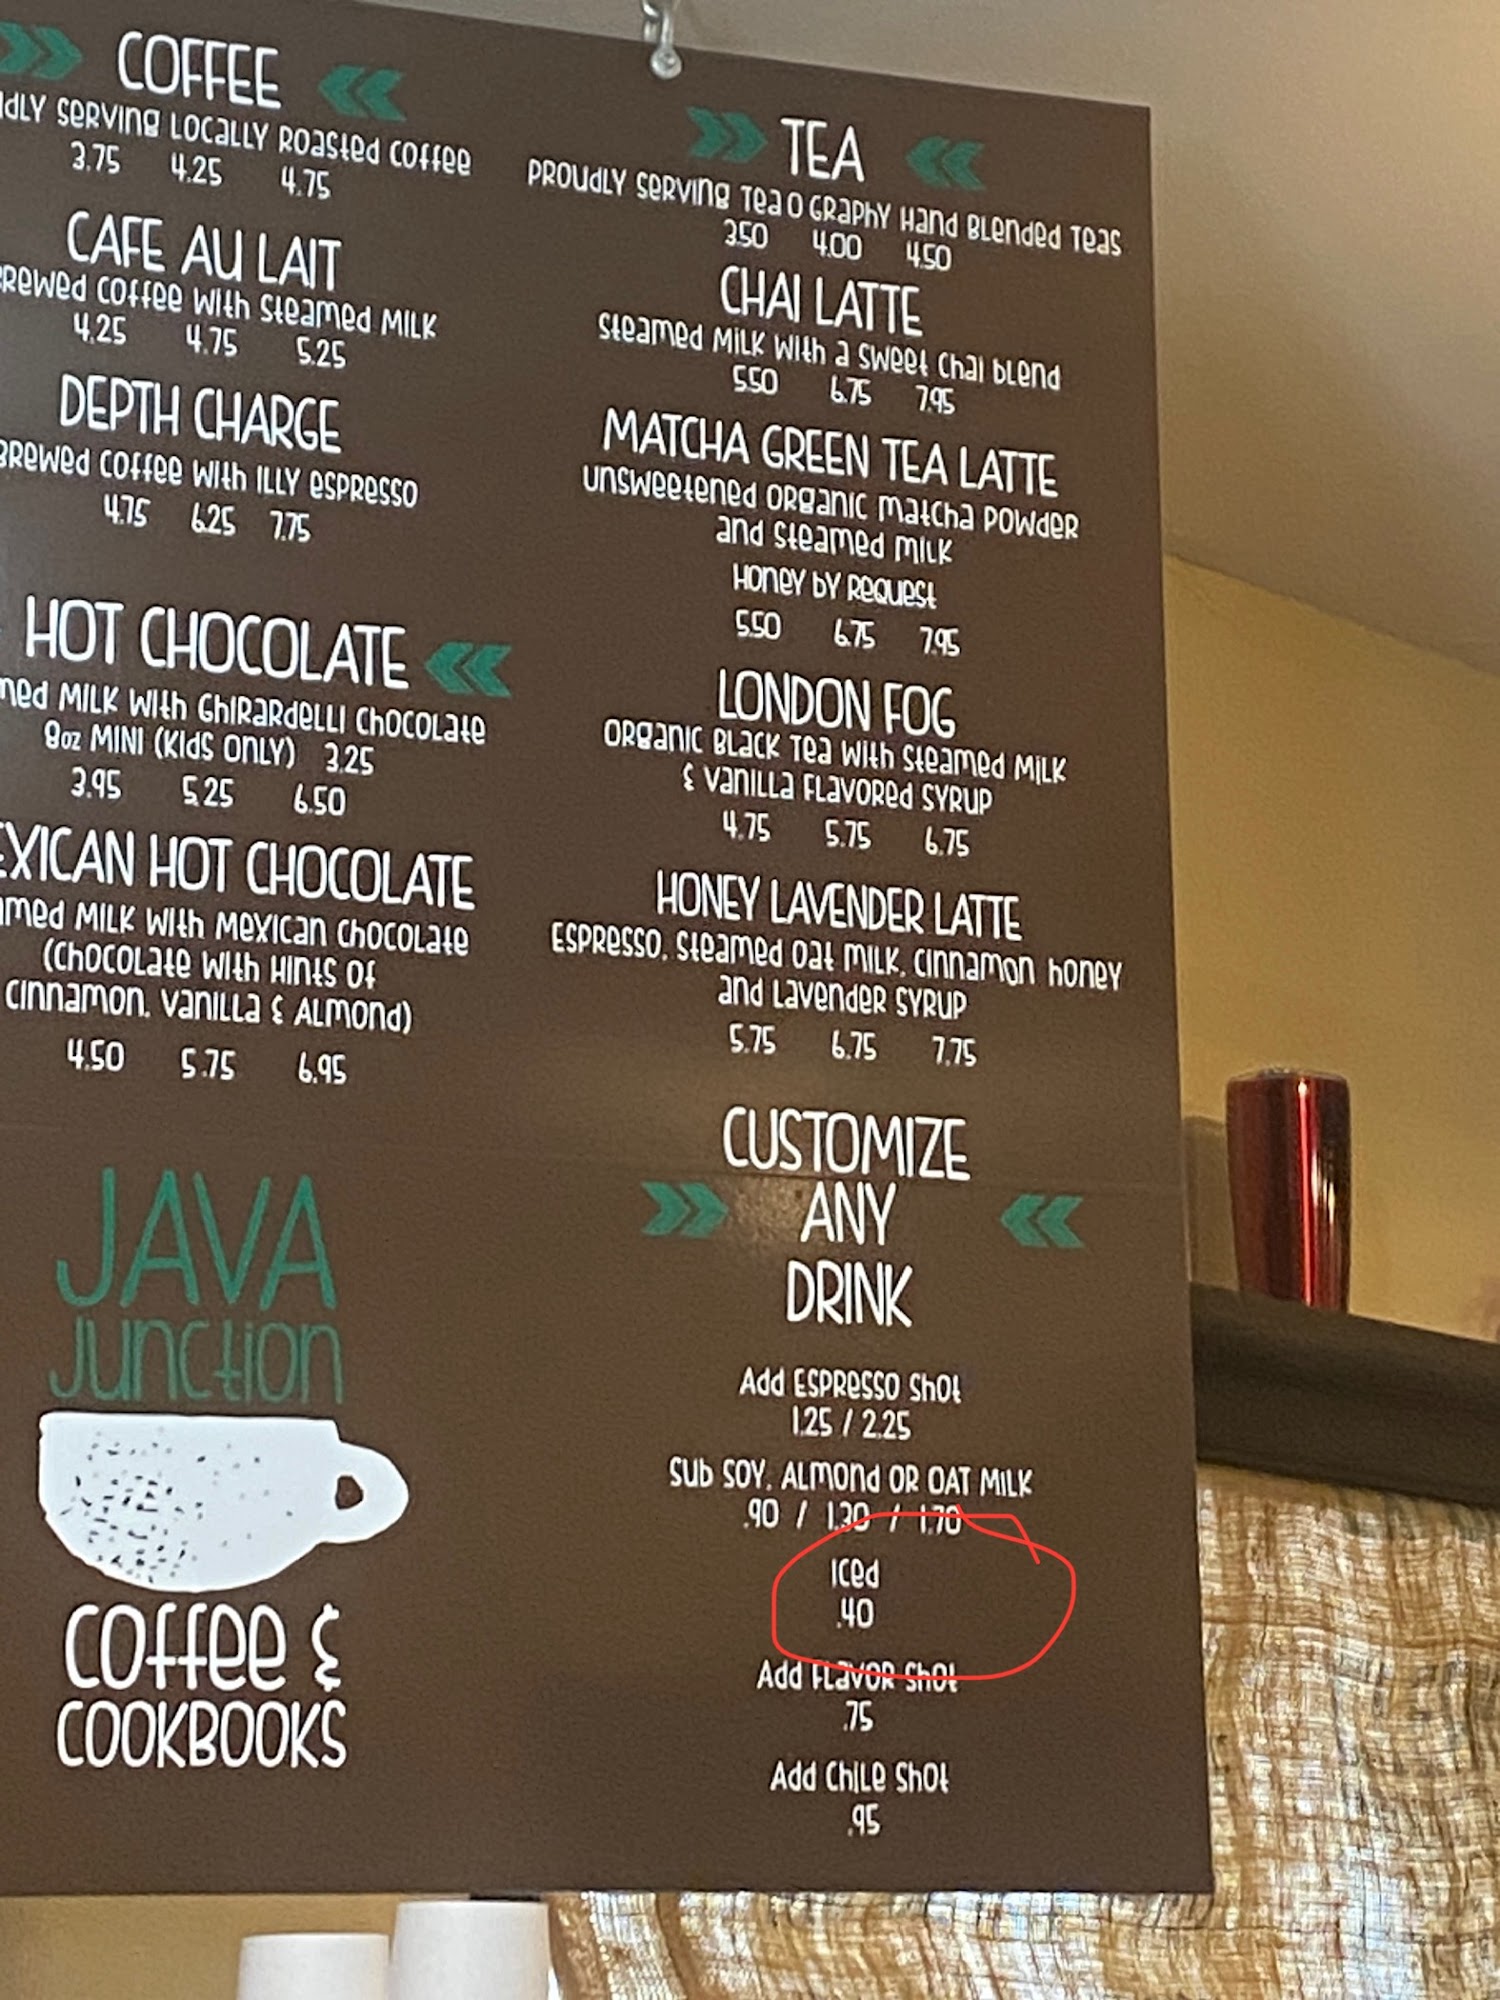 COFFEE
SERVING LOCALLY ROASTED COFFEE
3.75 4.25 4.75
CAFE AU LAIT
BREWED COFFEE WITH STEAMED MILK
4.25 4.75 5.25
DEPTH CHARGE
BREWED COFFEE WITH ILLY ESPRESSO
4.75 6.25 7.75
HOT CHOCOLATE
MILK WITH GHIRARDELLI CHOCOLATE
8oz MINI (KIDS ONLY) 3.25
3.95 5.25 6.50
EXICAN HOT CHOCOLATE
MILK WITH MEXICAN CHOCOLATE
(CHOCOLATE WITH HINTS OF
CINNAMON, VANILLA & ALMOND)
4.50 5.75 6.95
JAVA
JUNCTION
COFFEE &
COOKBOOKS
TEA
PROUDLY SERVING TEA O GRAPHY HAND BLENDED TEAS
3.50 4.00 4.50
CHAI LATTE
STEAMED MILK WITH A SWEET CHAI BLEND
5.50 6.75 7.95
MATCHA GREEN TEA LATTE
UNSWEETENED ORGANIC MATCHA POWDER
AND STEAMED MILK
HONEY BY REQUEST
5.50 6.75 7.95
LONDON FOG
ORGANIC BLACK TEA WITH STEAMED MILK
& VANILLA FLAVORED SYRUP
4.75 5.75 6.75
HONEY LAVENDER LATTE
ESPRESSO, STEAMED OAT MILK, CINNAMON HONEY
AND LAVENDER SYRUP
5.75 6.75 7.75
CUSTOMIZE
ANY
DRINK
ADD ESPRESSO SHOT
1.25 / 2.25
SUB SOY, ALMOND OR OAT MILK
.90 / 1.30 / 1.70
ICED
.40
ADD FLAVOR SHOT
.75
ADD CHILE SHOT
.95